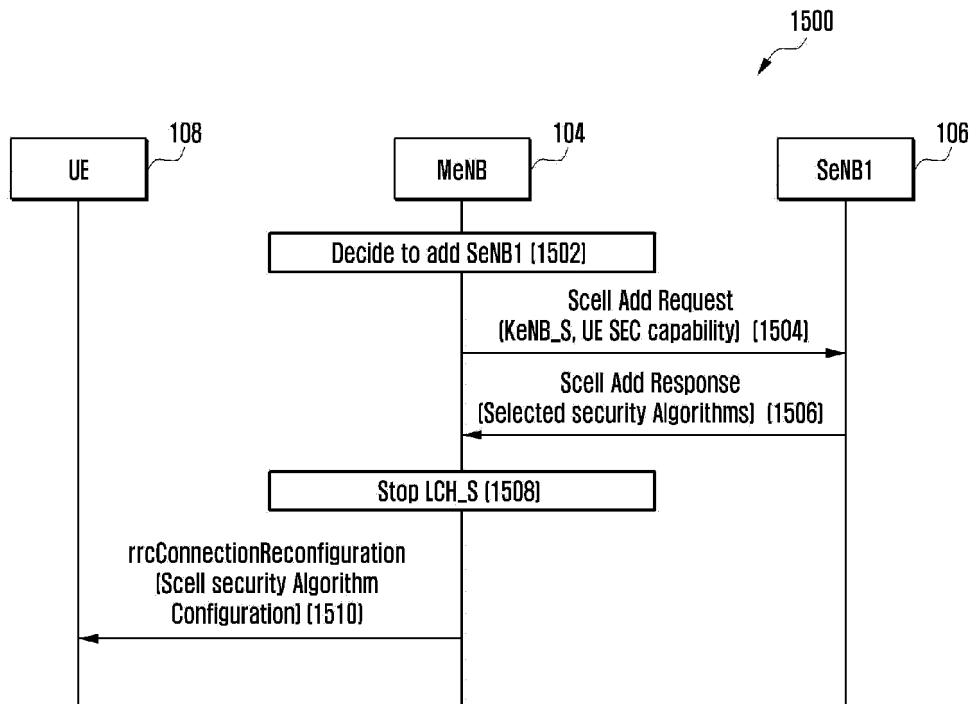 1500
108
104
106
UE
MeNB
SeNB1
Decide to add SeNB1 (1502)
Scell Add Request
(KeNB_S, UE SEC capability) (1504)
Scell Add Response
(Selected security Algorithms) (1506)
Stop LCH_S (1508)
rrcConnectionReconfiguration
(Scell security Algorithm
Configuration) (1510)